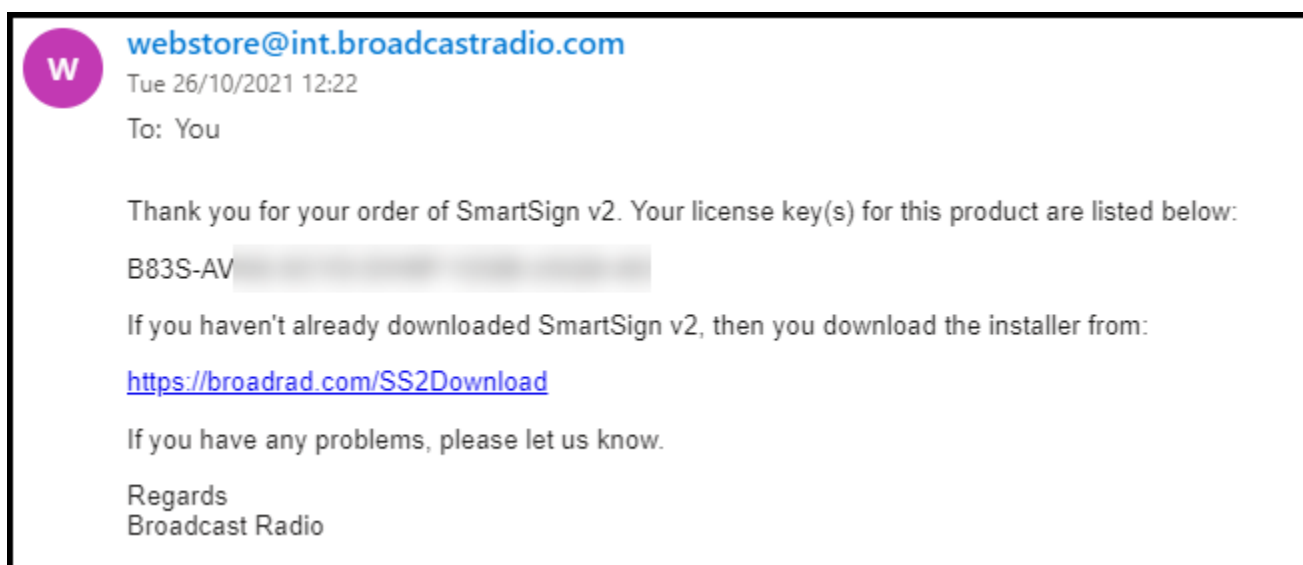 W
webstore@int.broadcastradio.com
Tue 26/10/2021 12:22
To: You
Thank you for your order of SmartSign v2. Your license key(s) for this product are listed below:
B83S-AV
If you haven't already downloaded SmartSign v2, then you download the installer from:
https://broadrad.com/SS2Download
If you have any problems, please let us know.
Regards
Broadcast Radio